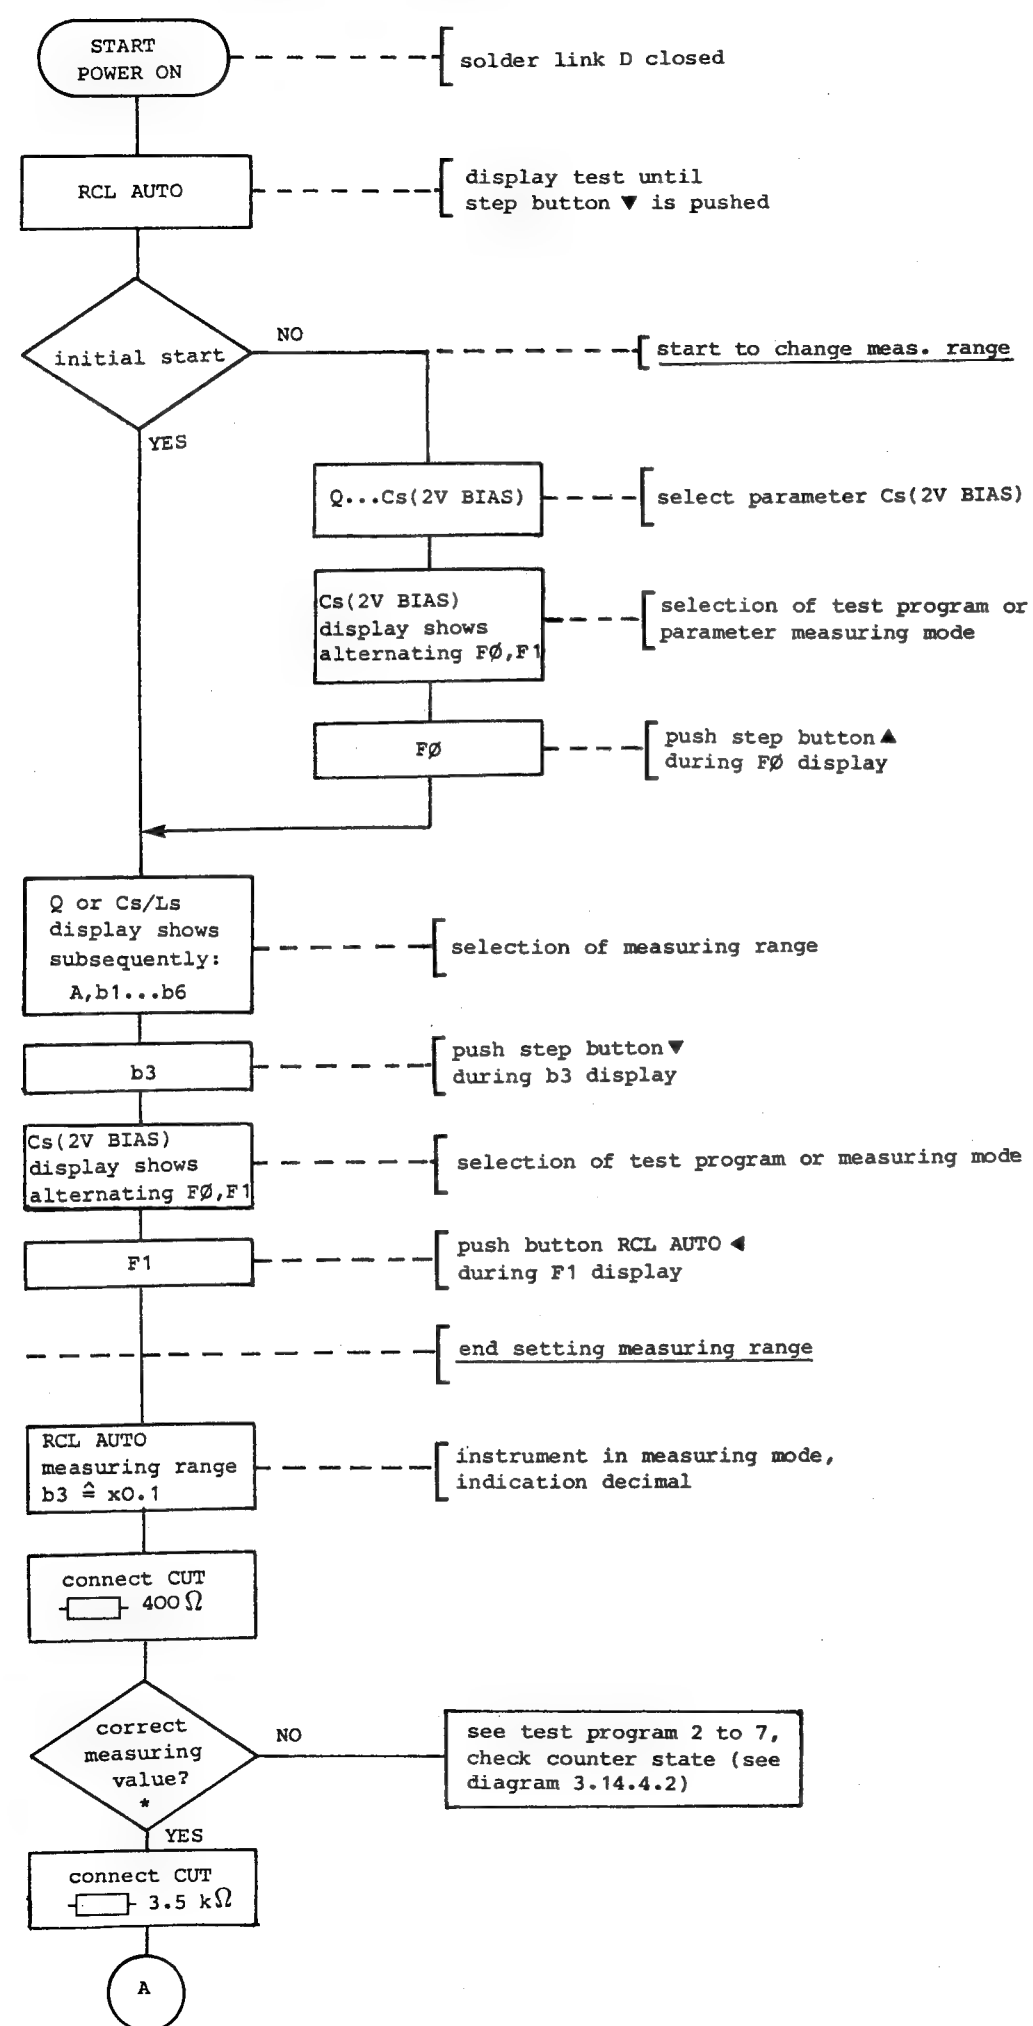 START
POWER ON
solder link D closed
RCL AUTO
display test until
step button ▼ is pushed
initial start
NO
start to change meas. range
YES
Q...Cs(2V BIAS)
select parameter Cs(2V BIAS)
Cs(2V BIAS)
display shows
alternating FØ,F1
selection of test program or
parameter measuring mode
FØ
push step button ▲
during FØ display
Q or Cs/Ls
display shows
subsequently:
A,b1...b6
selection of measuring range
b3
push step button ▼
during b3 display
Cs(2V BIAS)
display shows
alternating FØ,F1
selection of test program or measuring mode
F1
push button RCL AUTO ◄
during F1 display
end setting measuring range
RCL AUTO
measuring range
b3 ≙ x0.1
instrument in measuring mode,
indication decimal
connect CUT
400 Ω
correct
measuring
value?
*
NO
see test program 2 to 7,
check counter state (see
diagram 3.14.4.2)
YES
connect CUT
3.5 kΩ
A